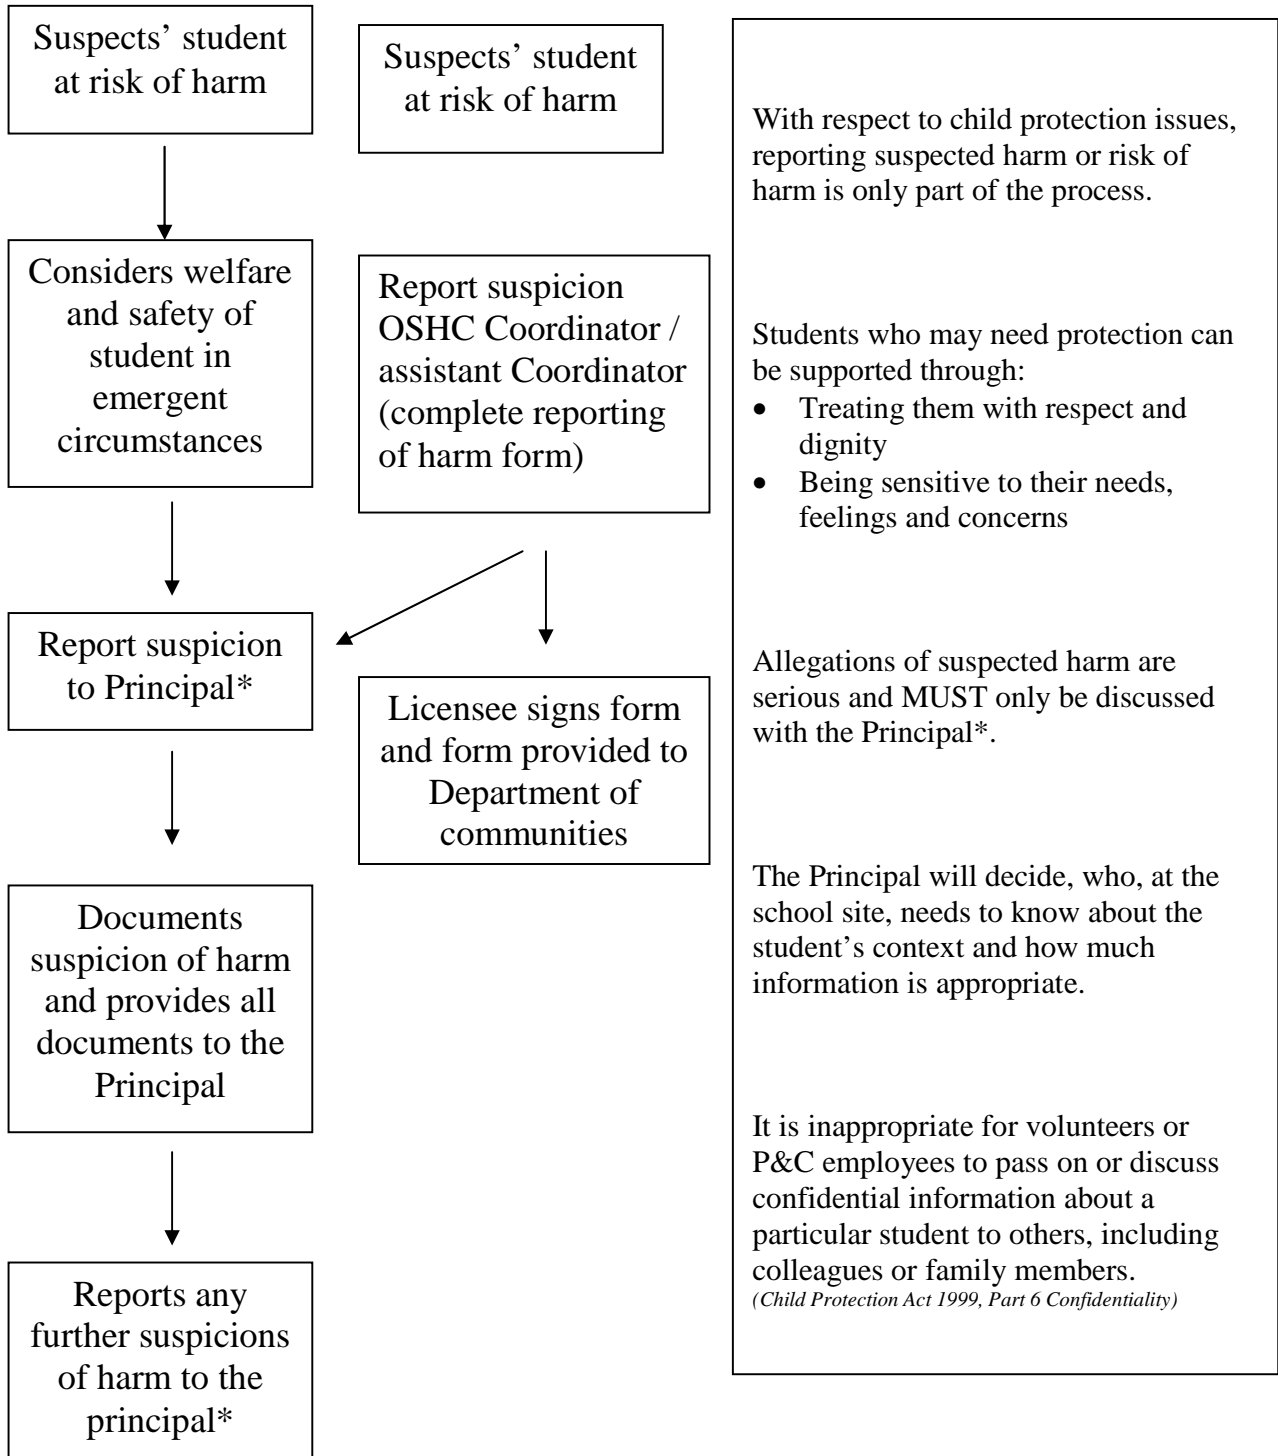 Suspects’ student
at risk of harm
Considers welfare
and safety of
student in
emergent
circumstances
Report suspicion
to Principal*
Documents
suspicion of harm
and provides all
documents to the
Principal
Reports any
further suspicions
of harm to the
principal*
Suspects’ student
at risk of harm
Report suspicion
OSHC Coordinator /
assistant Coordinator
(complete reporting
of harm form)
Licensee signs form
and form provided to
Department of
communities
With respect to child protection issues,
reporting suspected harm or risk of
harm is only part of the process.
Students who may need protection can
be supported through:
• Treating them with respect and
dignity
• Being sensitive to their needs,
feelings and concerns
Allegations of suspected harm are
serious and MUST only be discussed
with the Principal*.
The Principal will decide, who, at the
school site, needs to know about the
student’s context and how much
information is appropriate.
It is inappropriate for volunteers or
P&C employees to pass on or discuss
confidential information about a
particular student to others, including
colleagues or family members.
(Child Protection Act 1999, Part 6 Confidentiality)